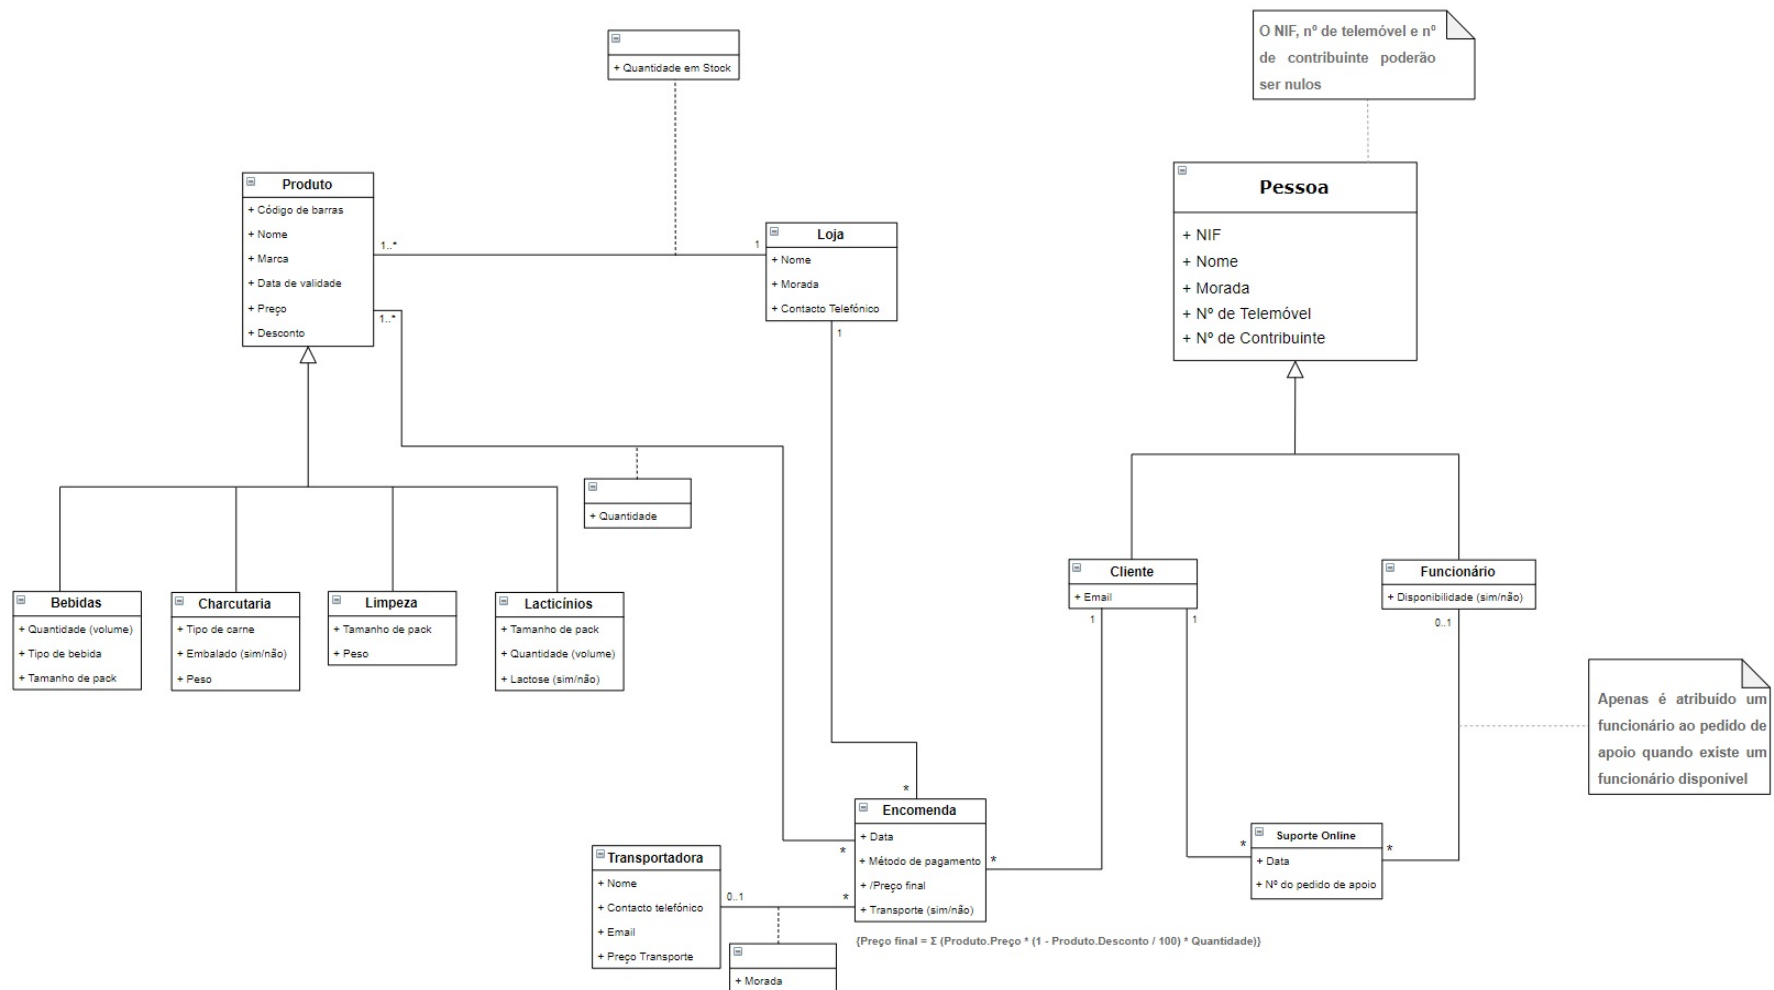 O NIF, nº de telemóvel e nº
de contribuinte poderão
ser nulos
+ Quantidade em Stock
Produto
+ Código de barras
+ Nome
+ Marca
+ Data de validade
+ Preço
+ Desconto
1..*
1
1..*
Loja
+ Nome
+ Morada
+ Contacto Telefónico
1
Pessoa
+ NIF
+ Nome
+ Morada
+ Nº de Telemóvel
+ Nº de Contribuinte
+ Quantidade
Bebidas
+ Quantidade (volume)
+ Tipo de bebida
+ Tamanho de pack
Charcutaria
+ Tipo de carne
+ Embalado (sim/não)
+ Peso
Limpeza
+ Tamanho de pack
+ Peso
Lacticínios
+ Tamanho de pack
+ Quantidade (volume)
+ Lactose (sim/não)
Cliente
+ Email
1
1
Funcionário
+ Disponibilidade (sim/não)
0..1
Apenas é atribuído um
funcionário ao pedido de
apoio quando existe um
funcionário disponivel
*
Encomenda
+ Data
+ Método de pagamento
+ /Preço final
+ Transporte (sim/não)
*
*
*
Transportadora
+ Nome
+ Contacto telefónico
+ Email
+ Preço Transporte
0..1
+ Morada
{Preço final = Σ (Produto.Preço * (1 - Produto.Desconto / 100) * Quantidade)}
*
Suporte Online
+ Data
+ Nº do pedido de apoio
*